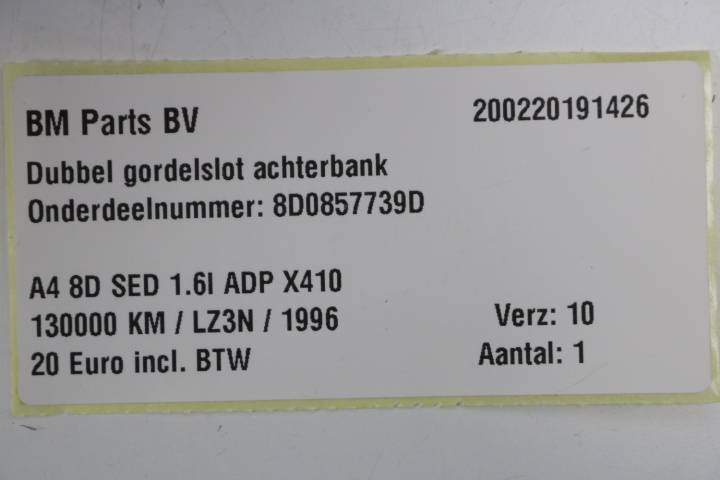 BM Parts BV 200220191426
Dubbel gordelslot achterbank
Onderdeelnummer: 8D0857739D
A4 8D SED 1.6I ADP X410
130000 KM / LZ3N / 1996 Verz: 10
20 Euro incl. BTW Aantal: 1